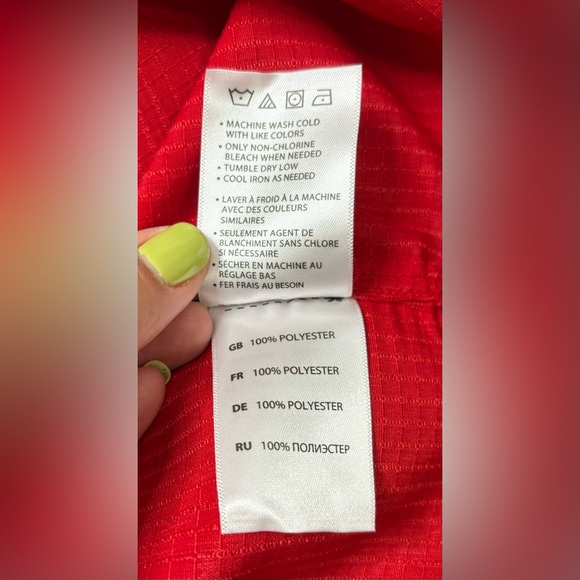 • MACHINE WASH COLD
WITH LIKE COLORS
• ONLY NON-CHLORINE
BLEACH WHEN NEEDED
• TUMBLE DRY LOW
• COOL IRON AS NEEDED
• LAVER À FROID À LA MACHINE
AVEC DES COULEURS
SIMILAIRES
• SEULEMENT AGENT DE
BLANCHIMENT SANS CHLORE
SI NÉCESSAIRE
• SÉCHER EN MACHINE AU
RÉGLAGE BAS
• FER FRAIS AU BESOIN
GB 100% POLYESTER
FR 100% POLYESTER
DE 100% POLYESTER
RU 100% ПОЛИЭСТЕР